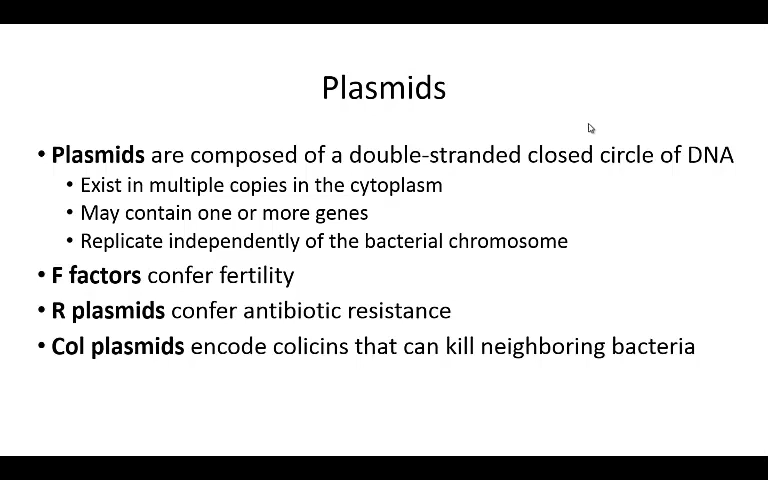 Plasmids
• Plasmids are composed of a double-stranded closed circle of DNA
• Exist in multiple copies in the cytoplasm
• May contain one or more genes
• Replicate independently of the bacterial chromosome
• F factors confer fertility
• R plasmids confer antibiotic resistance
• Col plasmids encode colicins that can kill neighboring bacteria